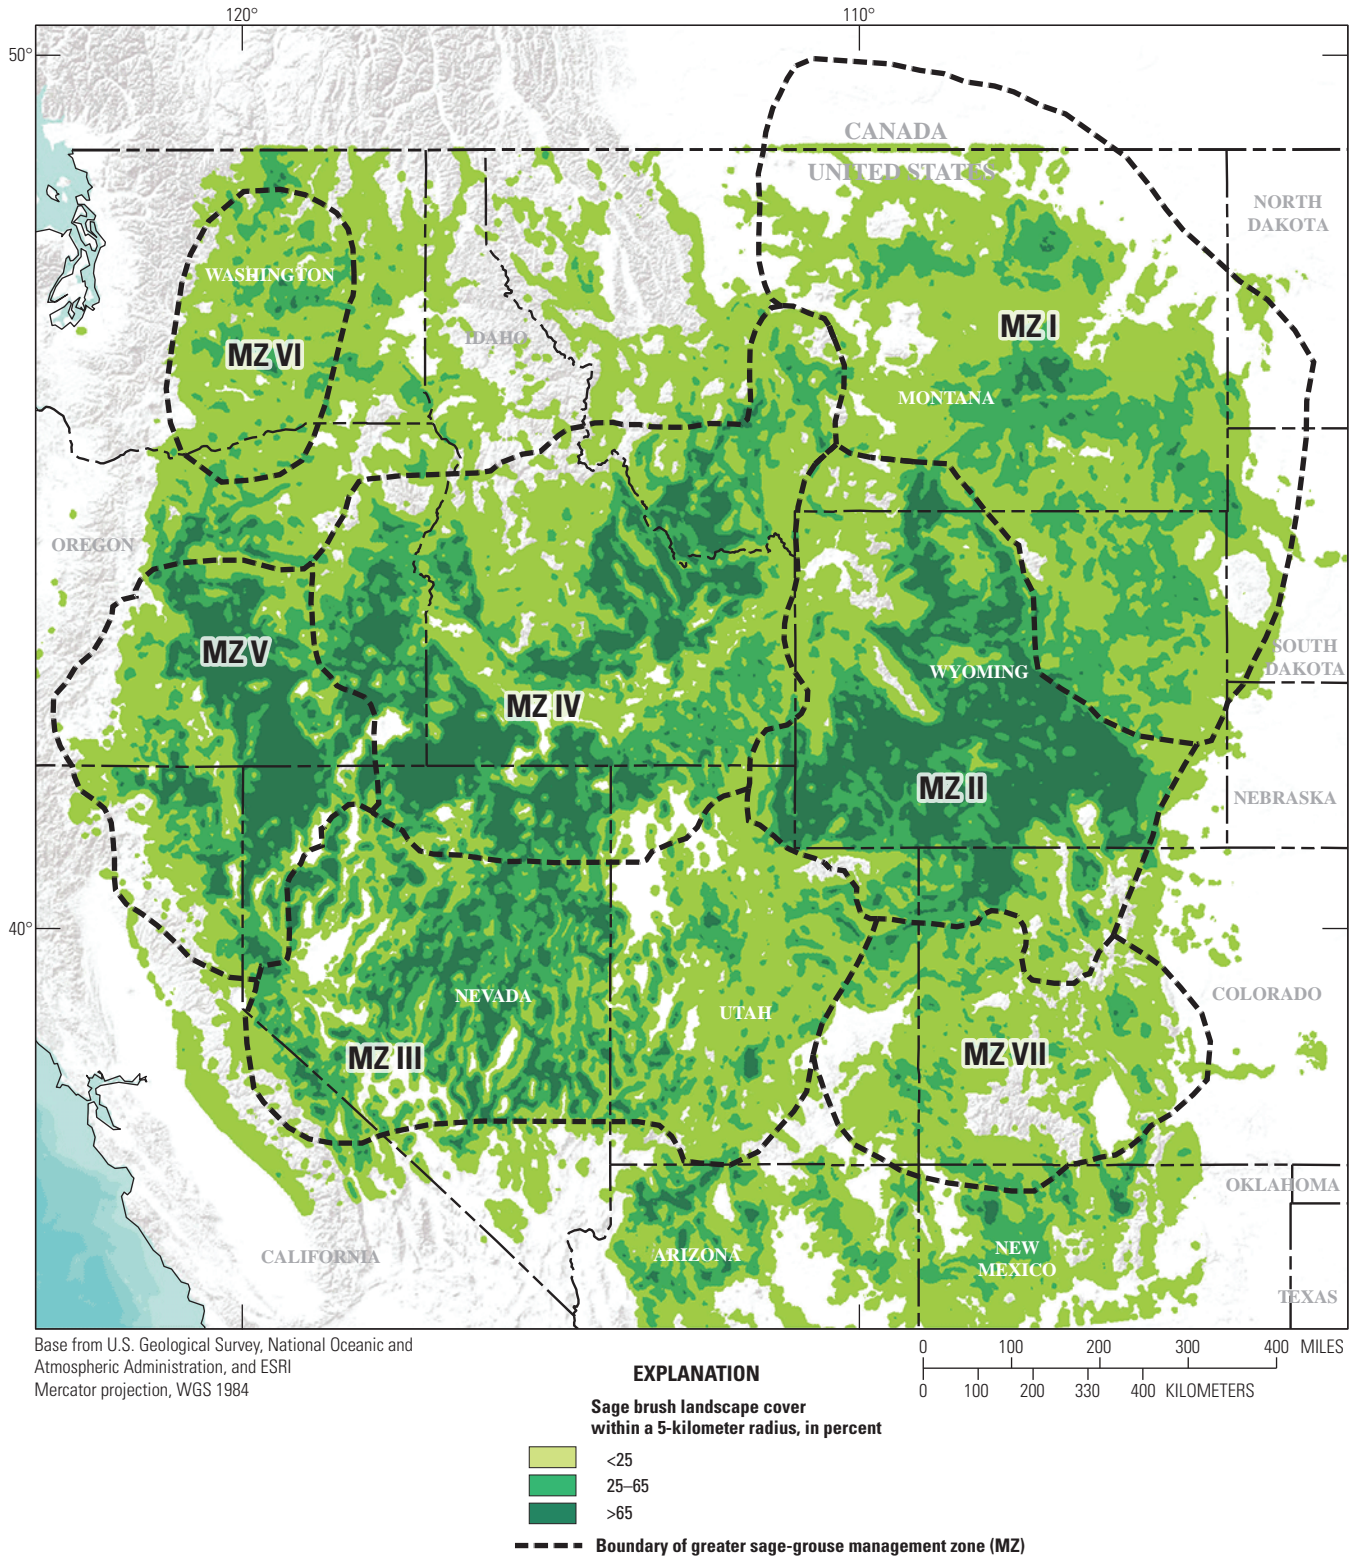 120°
110°
50°
CANADA
UNITED STATES
NORTH
DAKOTA
WASHINGTON
IDAHO
MZ I
MZ VI
MONTANA
OREGON
MZ V
WYOMING
SOUTH
DAKOTA
MZ IV
MZ II
NEBRASKA
40°
NEVADA
UTAH
COLORADO
MZ III
MZ VII
OKLAHOMA
CALIFORNIA
ARIZONA
NEW
MEXICO
TEXAS
Base from U.S. Geological Survey, National Oceanic and
Atmospheric Administration, and ESRI
Mercator projection, WGS 1984
0 100 200 300 400 MILES
0 100 200 330 400 KILOMETERS
EXPLANATION
Sage brush landscape cover
within a 5-kilometer radius, in percent
<25
25–65
>65
Boundary of greater sage-grouse management zone (MZ)